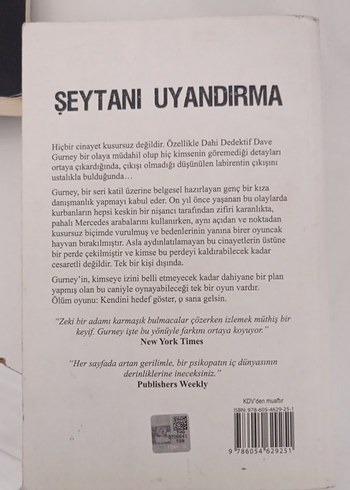 ŞEYTANI UYANDIRMA
Hiçbir cinayet kusursuz değildir. Özellikle Dahi Dedektif Dave
Gurney bir olaya müdahil olup hiç kimsenin göremediği detayları
ortaya çıkardığında, çıkışı olmadığı düşünülen labirentin çıkışını
ustalıkla bulduğunda...
Gurney, bir seri katil üzerine belgesel hazırlayan genç bir kıza
danışmanlık yapmayı kabul eder. On yıl önce yaşanan bu olaylarda
kurbanların hepsi keskin bir nişancı tarafından zifiri karanlıkta,
pahalı Mercedes arabalarını kullanırken, aynı açıdan ve noktadan
kusursuz biçimde vurulmuş ve bedenlerinin yanına birer oyuncak
hayvan bırakılmıştır. Asla aydınlatılamayan bu cinayetlerin üstüne
bir perde çekilmiştir ve kimse bu perdeyi kaldırabilecek kadar
cesaretli değildir. Tek bir kişi dışında.
Gurney'in, kimseye izini belli etmeyecek kadar dahiyane bir plan
yapmış olan bu caniyle oynayabileceği tek bir oyun vardır.
Ölüm oyunu: Kendini hedef göster, o sana gelsin.
"Zeki bir adamı karmaşık bulmacalar çözerken izlemek müthiş bir
keyif. Gurney işte bu yönüyle farkını ortaya koyuyor."
New York Times
"Her sayfada artan gerilimle, bir psikopatın iç dünyasının
derinliklerine ineceksiniz."
Publishers Weekly
KDV'den muaftır
ISBN: 978-605-4629-25-1
9 786054 629251